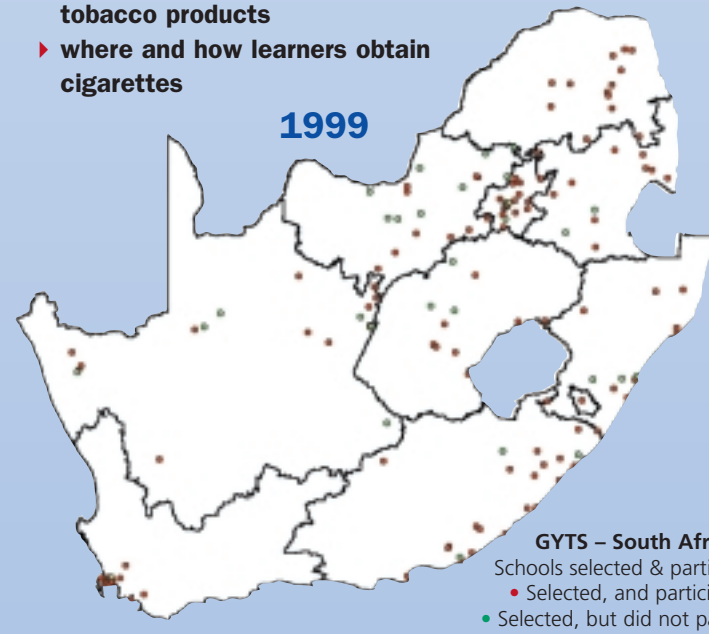 tobacco products
where and how learners obtain
cigarettes
1999
GYTS – South Afr
Schools selected & parti
• Selected, and partici
• Selected, but did not pa